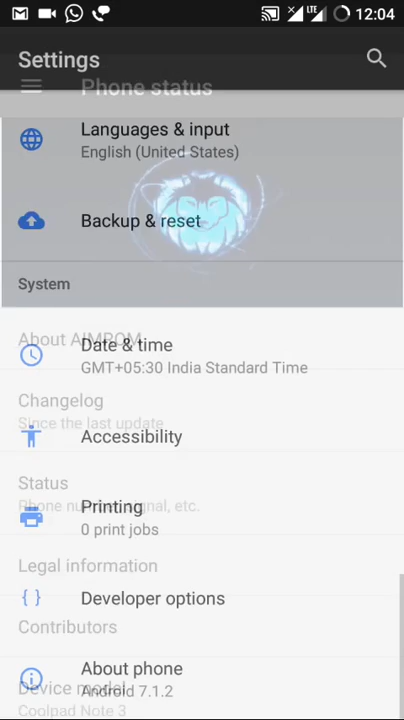 12:04
LTE
Settings
Phone status
Languages & input
English (United States)
Backup & reset
System
About AIMROM
Date & time
GMT+05:30 India Standard Time
Changelog
Since the last update
Accessibility
Status
Phone number, signal, etc.
Printing
0 print jobs
Legal information
Developer options
Contributors
About phone
Device model
Android 7.1.2
Coolpad Note 3